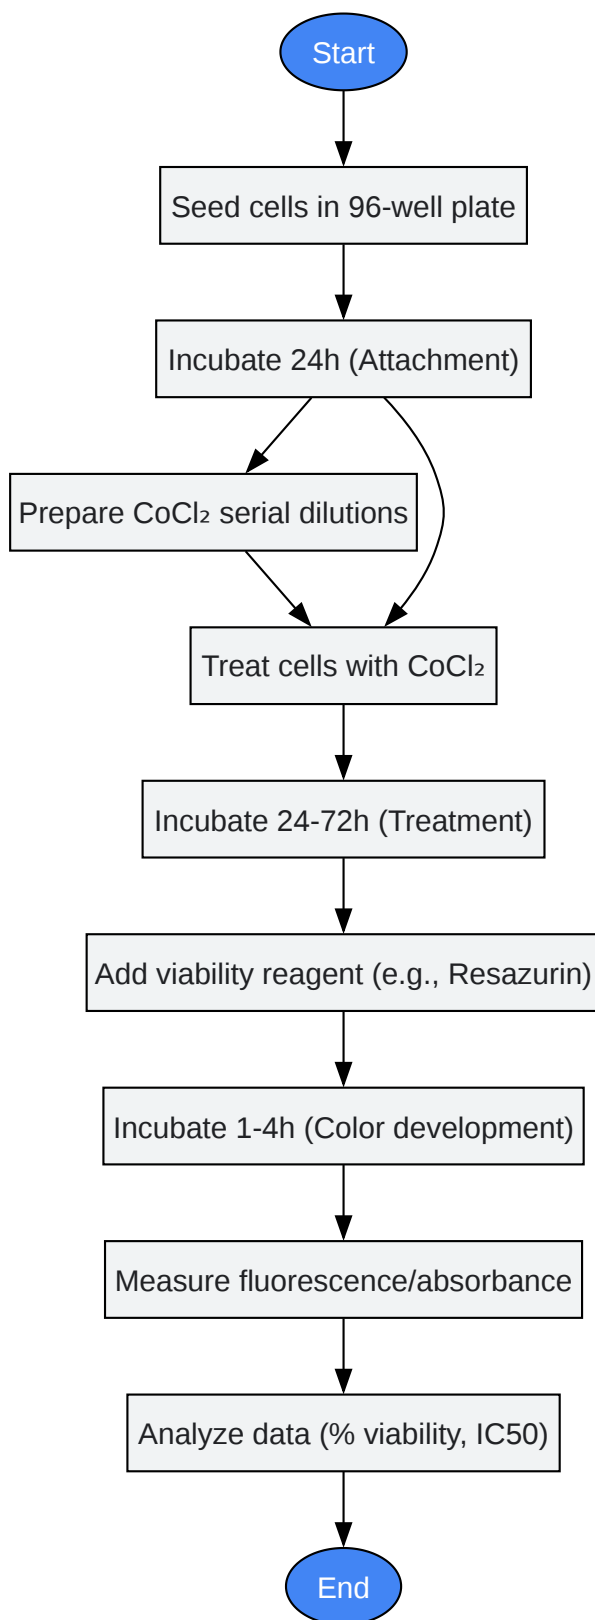 Start
Seed cells in 96-well plate
Incubate 24h (Attachment)
Prepare CoCl₂ serial dilutions
Treat cells with CoCl₂
Incubate 24-72h (Treatment)
Add viability reagent (e.g., Resazurin)
Incubate 1-4h (Color development)
Measure fluorescence/absorbance
Analyze data (% viability, IC50)
End